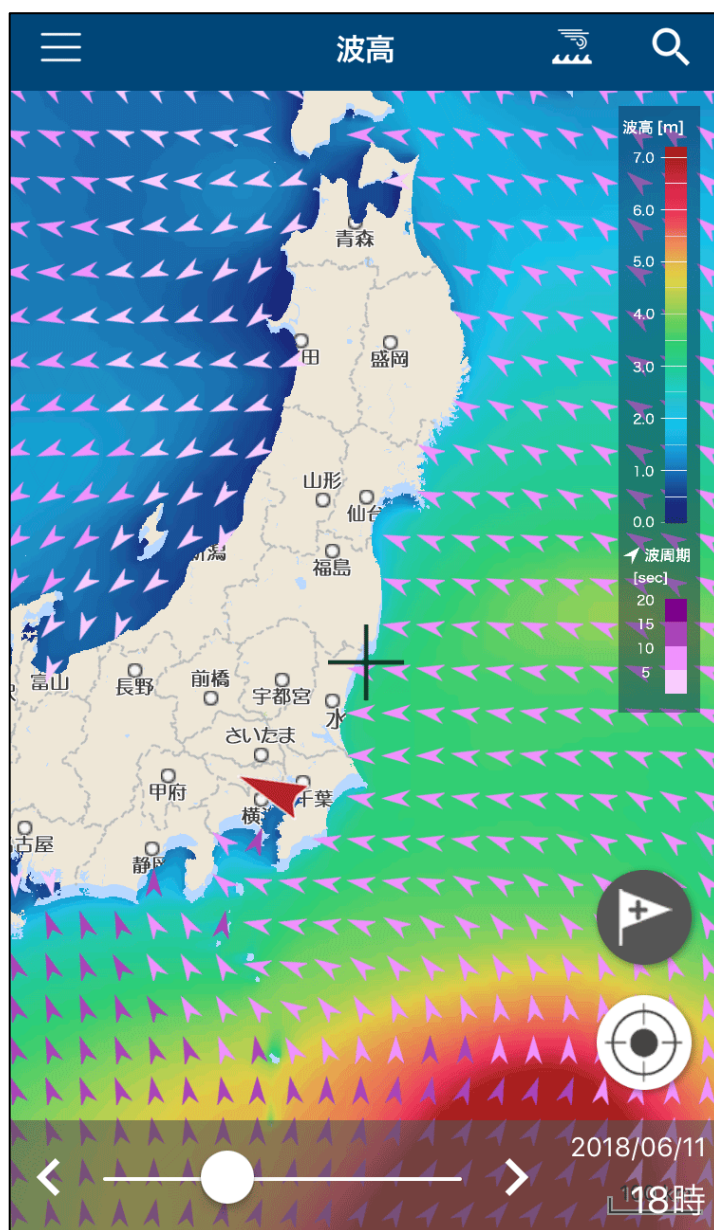 波高
波高 [m]
7.0
6.0
5.0
4.0
3.0
2.0
1.0
0.0
波周期
[sec]
20
15
10
5
青森
田
盛岡
山形
仙台
新潟
福島
富山
長野
前橋
宇都宮
水
さいたま
甲府
千葉
横
古屋
静岡
2018/06/11
18時